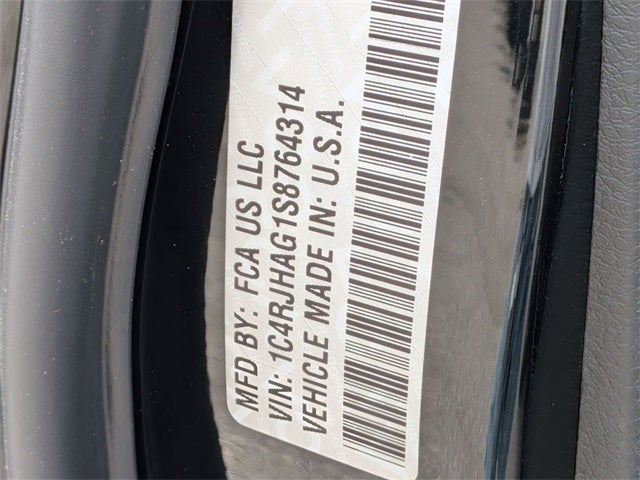 MFD BY: FCA US LLC
VIN: 1C4RJHAG1S8764314
VEHICLE MADE IN: U.S.A.